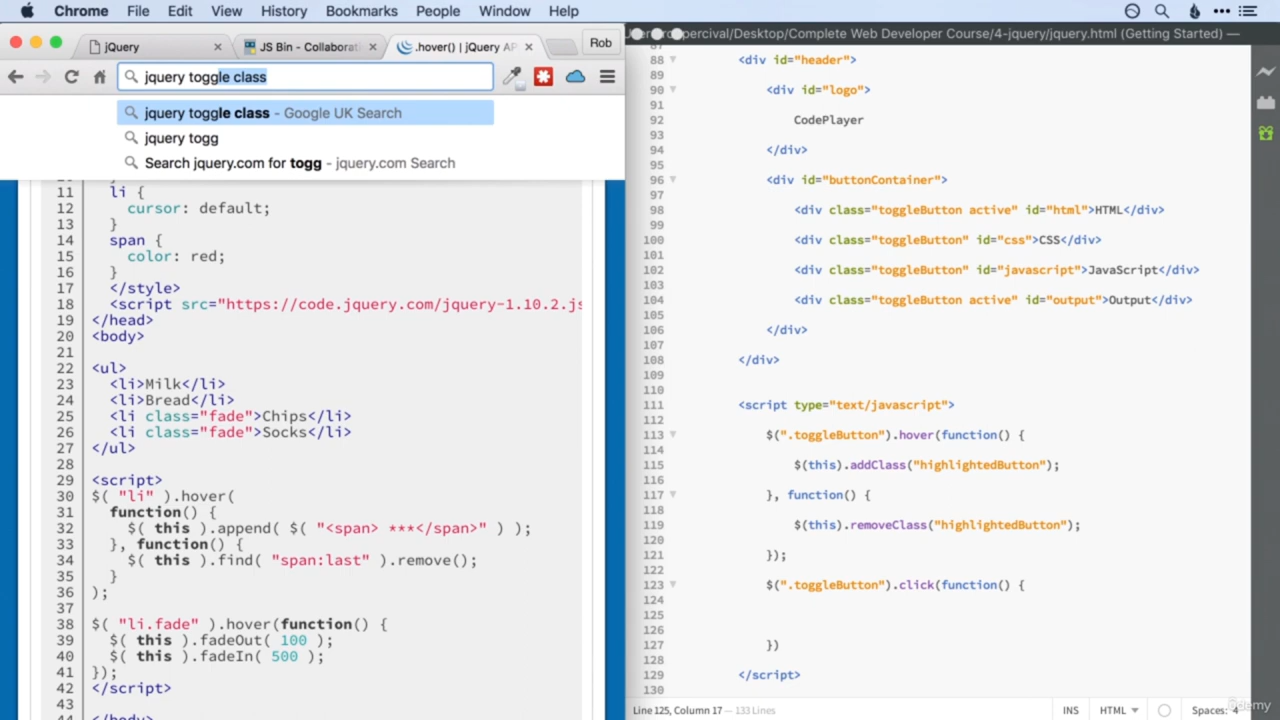 Chrome File Edit View History Bookmarks People Window Help
jQuery
JS Bin - Collaborati
.hover() | jQuery AP
Rob
jquery toggle class
jquery toggle class - Google UK Search
jquery togg
Search jquery.com for togg - jquery.com Search
11 li {
12 cursor: default;
13 }
14 span {
15 color: red;
16 }
17 </style>
18 <script src="https://code.jquery.com/jquery-1.10.2.js
19 </head>
20 <body>
21
22 <ul>
23 <li>Milk</li>
24 <li>Bread</li>
25 <li class="fade">Chips</li>
26 <li class="fade">Socks</li>
27 </ul>
28
29 <script>
30 $( "li" ).hover(
31 function() {
32 $( this ).append( $( "<span> ***</span>" ) );
33 }, function() {
34 $( this ).find( "span:last" ).remove();
35 }
36 );
37
38 $( "li.fade" ).hover(function() {
39 $( this ).fadeOut( 100 );
40 $( this ).fadeIn( 500 );
41 });
42 </script>
43
44 </body>
percival/Desktop/Complete Web Developer Course/4-jquery/jquery.html (Getting Started) —
87
88 <div id="header">
89
90 <div id="logo">
91
92 CodePlayer
93
94 </div>
95
96 <div id="buttonContainer">
97
98 <div class="toggleButton active" id="html">HTML</div>
99
100 <div class="toggleButton" id="css">CSS</div>
101
102 <div class="toggleButton" id="javascript">JavaScript</div>
103
104 <div class="toggleButton active" id="output">Output</div>
105
106 </div>
107
108 </div>
109
110
111 <script type="text/javascript">
112
113 $(".toggleButton").hover(function() {
114
115 $(this).addClass("highlightedButton");
116
117 }, function() {
118
119 $(this).removeClass("highlightedButton");
120
121 });
122
123 $(".toggleButton").click(function() {
124
125
126
127 })
128
129 </script>
130
Line 125, Column 17 — 133 Lines
INS HTML Spaces: 4
ûdemy